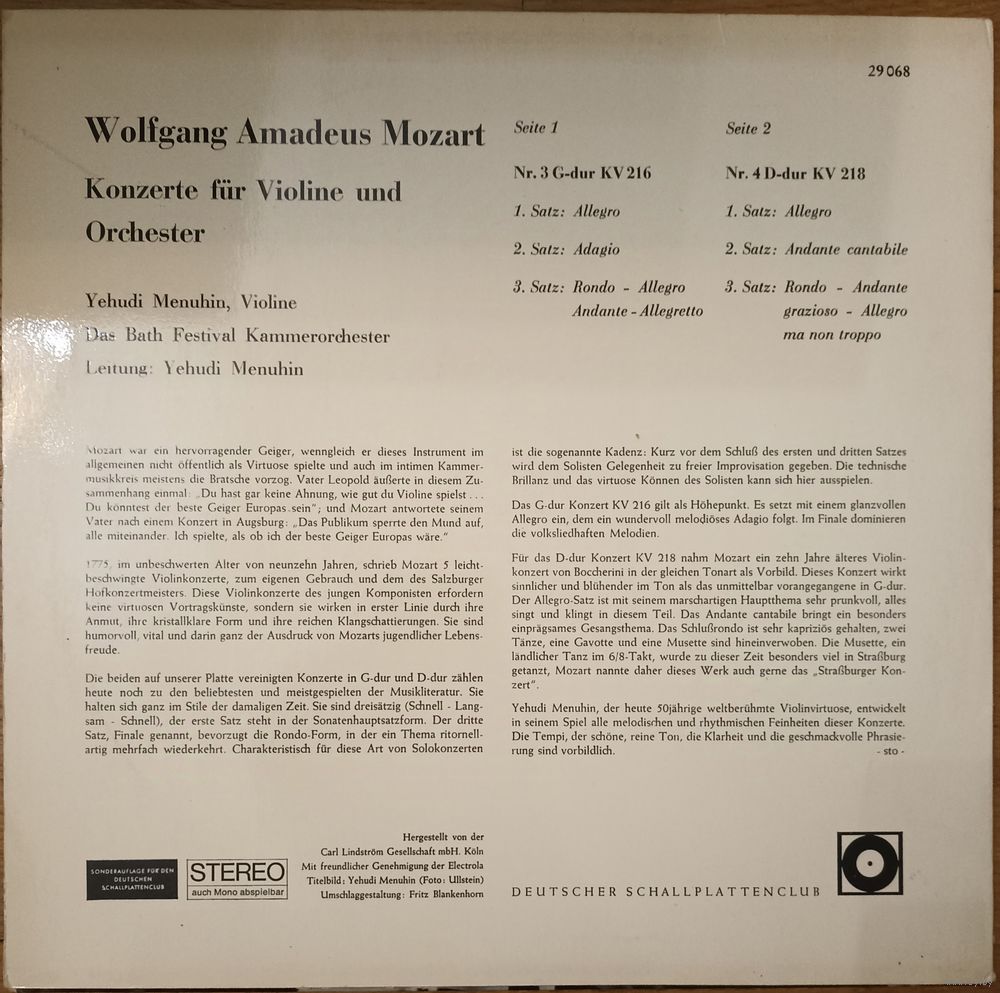 29068
Wolfgang Amadeus Mozart
Konzerte für Violine und
Orchester
Yehudi Menuhin, Violine
Das Bath Festival Kammerorchester
Leitung: Yehudi Menuhin
Seite 1
Nr. 3 G-dur KV 216
1. Satz: Allegro
2. Satz: Adagio
3. Satz: Rondo - Allegro
Andante - Allegretto
Seite 2
Nr. 4 D-dur KV 218
1. Satz: Allegro
2. Satz: Andante cantabile
3. Satz: Rondo - Andante
grazioso - Allegro
ma non troppo
Mozart war ein hervorragender Geiger, wenngleich er dieses Instrument im
allgemeinen nicht öffentlich als Virtuose spielte und auch im intimen Kammer-
musikkreis meistens die Bratsche vorzog. Vater Leopold äußerte in diesem Zu-
sammenhang einmal: „Du hast gar keine Ahnung, wie gut du Violine spielst . . .
Du könntest der beste Geiger Europas sein"; und Mozart antwortete seinem
Vater nach einem Konzert in Augsburg: „Das Publikum sperrte den Mund auf,
alle miteinander. Ich spielte, als ob ich der beste Geiger Europas wäre."
1775, im unbeschwerten Alter von neunzehn Jahren, schrieb Mozart 5 leicht-
beschwingte Violinkonzerte, zum eigenen Gebrauch und dem des Salzburger
Hofkonzertmeisters. Diese Violinkonzerte des jungen Komponisten erfordern
keine virtuosen Vortragskünste, sondern sie wirken in erster Linie durch ihre
Anmut, ihre kristallklare Form und ihre reichen Klangschattierungen. Sie sind
humorvoll, vital und darin ganz der Ausdruck von Mozarts jugendlicher Lebens-
freude.
Die beiden auf unserer Platte vereinigten Konzerte in G-dur und D-dur zählen
heute noch zu den beliebtesten und meistgespielten der Musikliteratur. Sie
halten sich ganz im Stile der damaligen Zeit. Sie sind dreisätzig (Schnell - Lang-
sam - Schnell), der erste Satz steht in der Sonatenhauptsatzform. Der dritte
Satz, Finale genannt, bevorzugt die Rondo-Form, in der ein Thema ritornell-
artig mehrfach wiederkehrt. Charakteristisch für diese Art von Solokonzerten
ist die sogenannte Kadenz: Kurz vor dem Schluß des ersten und dritten Satzes
wird dem Solisten Gelegenheit zu freier Improvisation gegeben. Die technische
Brillanz und das virtuose Können des Solisten kann sich hier ausspielen.
Das G-dur Konzert KV 216 gilt als Höhepunkt. Es setzt mit einem glanzvollen
Allegro ein, dem ein wundervoll melodiöses Adagio folgt. Im Finale dominieren
die volksliedhaften Melodien.
Für das D-dur Konzert KV 218 nahm Mozart ein zehn Jahre älteres Violin-
konzert von Boccherini in der gleichen Tonart als Vorbild. Dieses Konzert wirkt
sinnlicher und blühender im Ton als das unmittelbar vorangegangene in G-dur.
Der Allegro-Satz ist mit seinem marschartigen Hauptthema sehr prunkvoll, alles
singt und klingt in diesem Teil. Das Andante cantabile bringt ein besonders
einprägsames Gesangsthema. Das Schlußrondo ist sehr kapriziös gehalten, zwei
Tänze, eine Gavotte und eine Musette sind hineinverwoben. Die Musette, ein
ländlicher Tanz im 6/8-Takt, wurde zu dieser Zeit besonders viel in Straßburg
getanzt, Mozart nannte daher dieses Werk auch gerne das „Straßburger Kon-
zert".
Yehudi Menuhin, der heute 50jährige weltberühmte Violinvirtuose, entwickelt
in seinem Spiel alle melodischen und rhythmischen Feinheiten dieser Konzerte.
Die Tempi, der schöne, reine Ton, die Klarheit und die geschmackvolle Phrasie-
rung sind vorbildlich. - sto -
SONDERAUFLAGE FÜR DEN
DEUTSCHEN
SCHALLPLATTENCLUB
STEREO
auch Mono abspielbar
Hergestellt von der
Carl Lindström Gesellschaft mbH. Köln
Mit freundlicher Genehmigung der Electrola
Titelbild: Yehudi Menuhin (Foto: Ullstein)
Umschlaggestaltung: Fritz Blankenhorn
DEUTSCHER SCHALLPLATTENCLUB